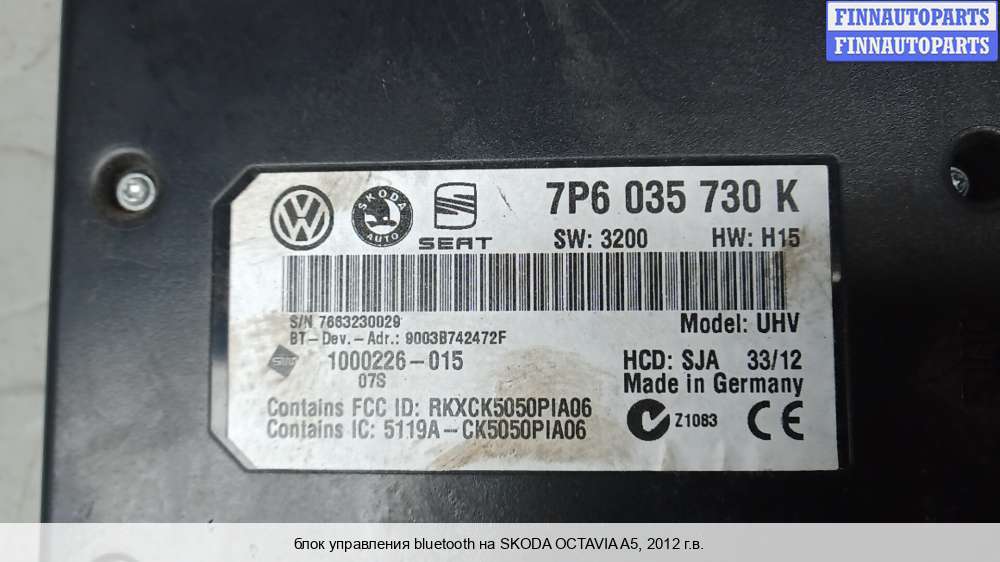 FINNAUTOPARTS
FINNAUTOPARTS
SKODA
AUTO
SEAT
7P6 035 730 K
SW: 3200 HW: H15
S/N 7663230029
BT-Dev.-Adr.: 9003B742472F
Model: UHV
1000226-015
07S
HCD: SJA 33/12
Made in Germany
Contains FCC ID: RKXCK5050PIA06
Contains IC: 5119A-CK5050PIA06
Z1083
CE
блок управления bluetooth на SKODA OCTAVIA A5, 2012 г.в.